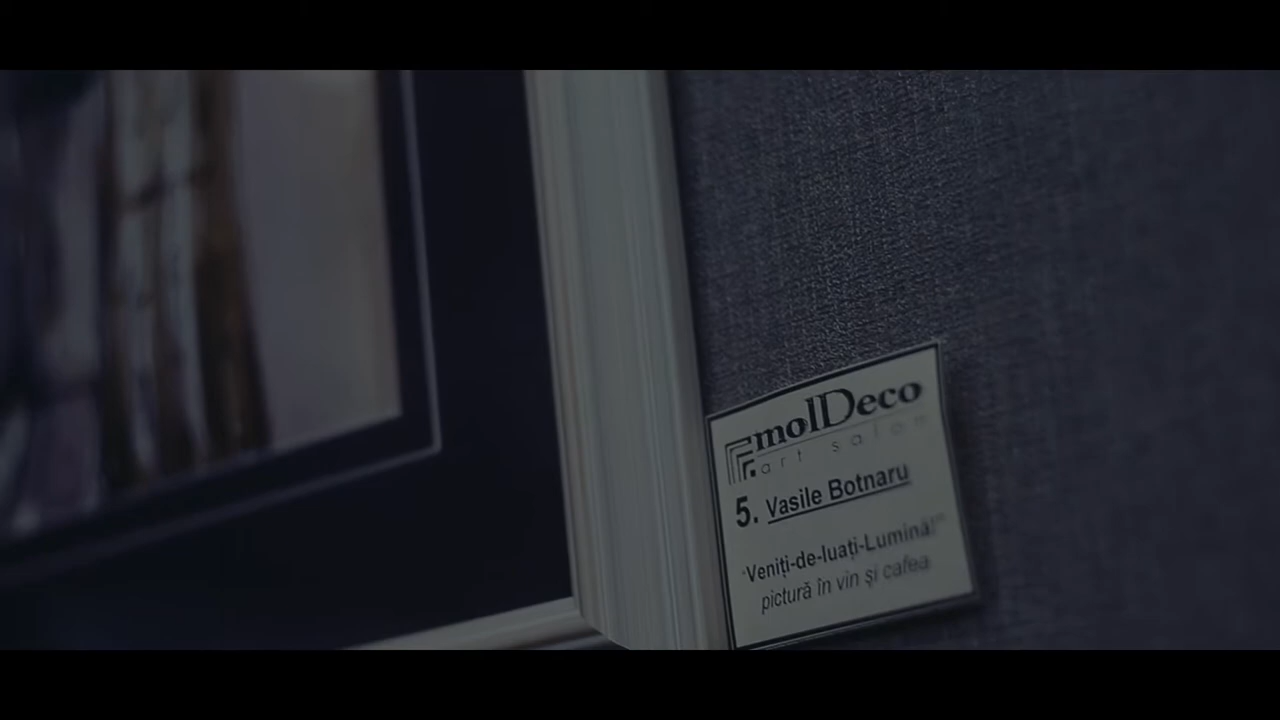 molDeco
art salon
5. Vasile Botnaru
"Veniți-de-luați-Lumină!"
pictură în vin și cafea